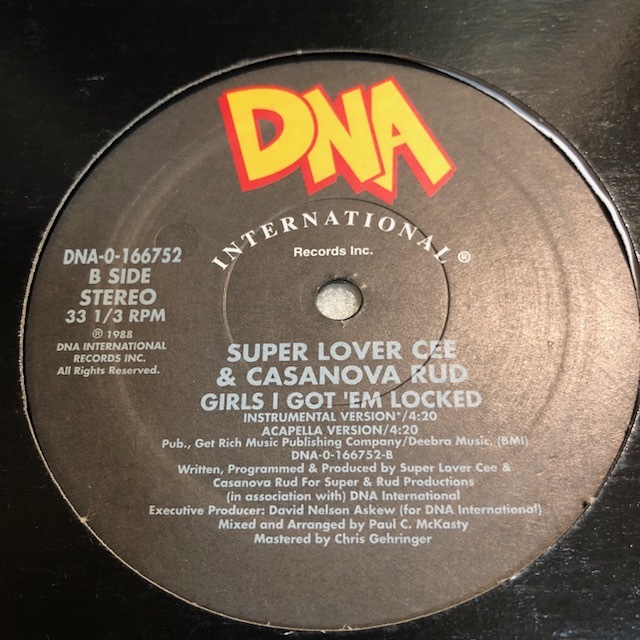 DNA
INTERNATIONAL®
Records Inc.
DNA-0-166752
B SIDE
STEREO
33 1/3 RPM
℗ 1988
DNA INTERNATIONAL
RECORDS INC.
All Rights Reserved.
SUPER LOVER CEE
& CASANOVA RUD
GIRLS I GOT 'EM LOCKED
INSTRUMENTAL VERSION*/4:20
ACAPELLA VERSION/4:20
Pub., Get Rich Music Publishing Company/Deebra Music, (BMI)
DNA-0-166752-B
Written, Programmed & Produced by Super Lover Cee &
Casanova Rud For Super & Rud Productions
(in association with) DNA International
Executive Producer: David Nelson Askew (for DNA International)
Mixed and Arranged by Paul C. McKasty
Mastered by Chris Gehringer